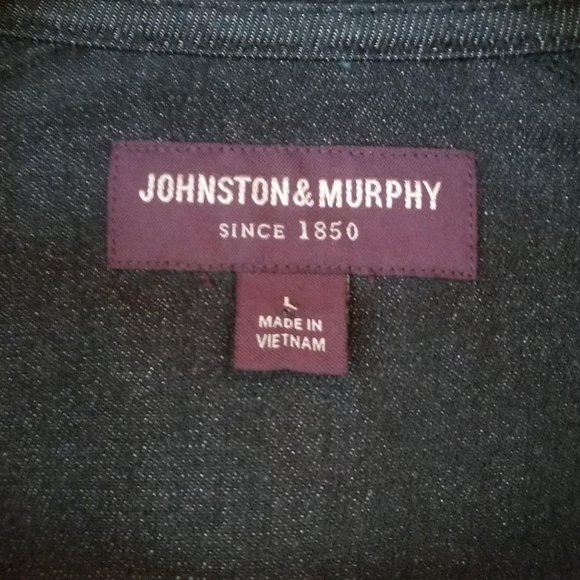 JOHNSTON & MURPHY
SINCE 1850
L
MADE IN
VIETNAM